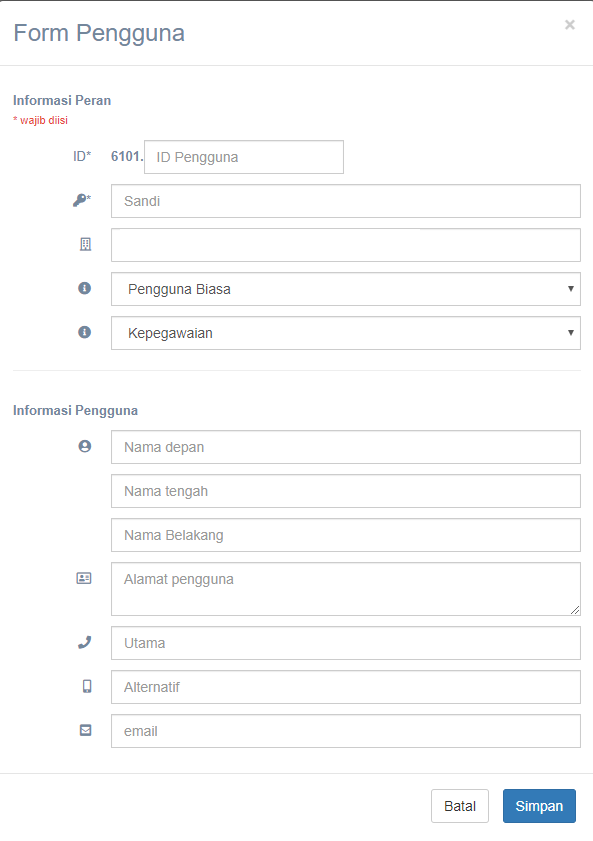 Form Pengguna ×
Informasi Peran
* wajib diisi
ID* 6101. ID Pengguna
* Sandi
Pengguna Biasa
Kepegawaian
Informasi Pengguna
Nama depan
Nama tengah
Nama Belakang
Alamat pengguna
Utama
Alternatif
email
Batal Simpan